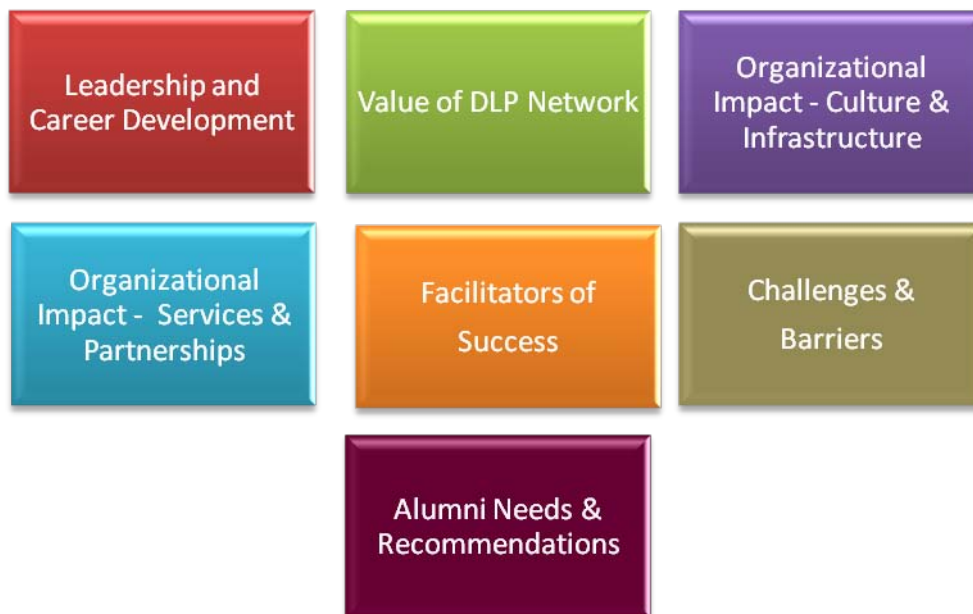 Leadership and
Career Development
Value of DLP Network
Organizational
Impact - Culture &
Infrastructure
Organizational
Impact - Services &
Partnerships
Facilitators of
Success
Challenges &
Barriers
Alumni Needs &
Recommendations